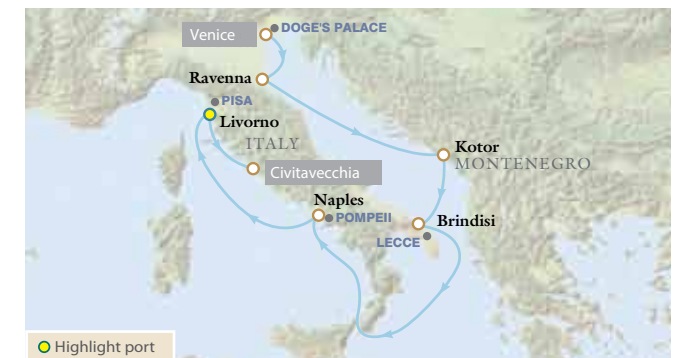 DOGE'S PALACE
Venice
Ravenna
PISA
Livorno
ITALY
Kotor
MONTENEGRO
Civitavecchia
Naples
POMPEII
Brindisi
LECCE
Highlight port